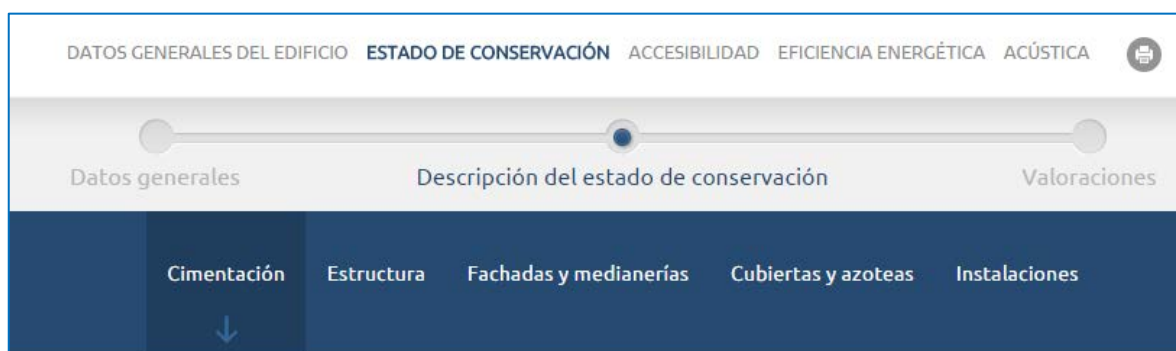 DATOS GENERALES DEL EDIFICIO ESTADO DE CONSERVACIÓN ACCESIBILIDAD EFICIENCIA ENERGÉTICA ACÚSTICA
Datos generales Descripción del estado de conservación Valoraciones
Cimentación Estructura Fachadas y medianerías Cubiertas y azoteas Instalaciones